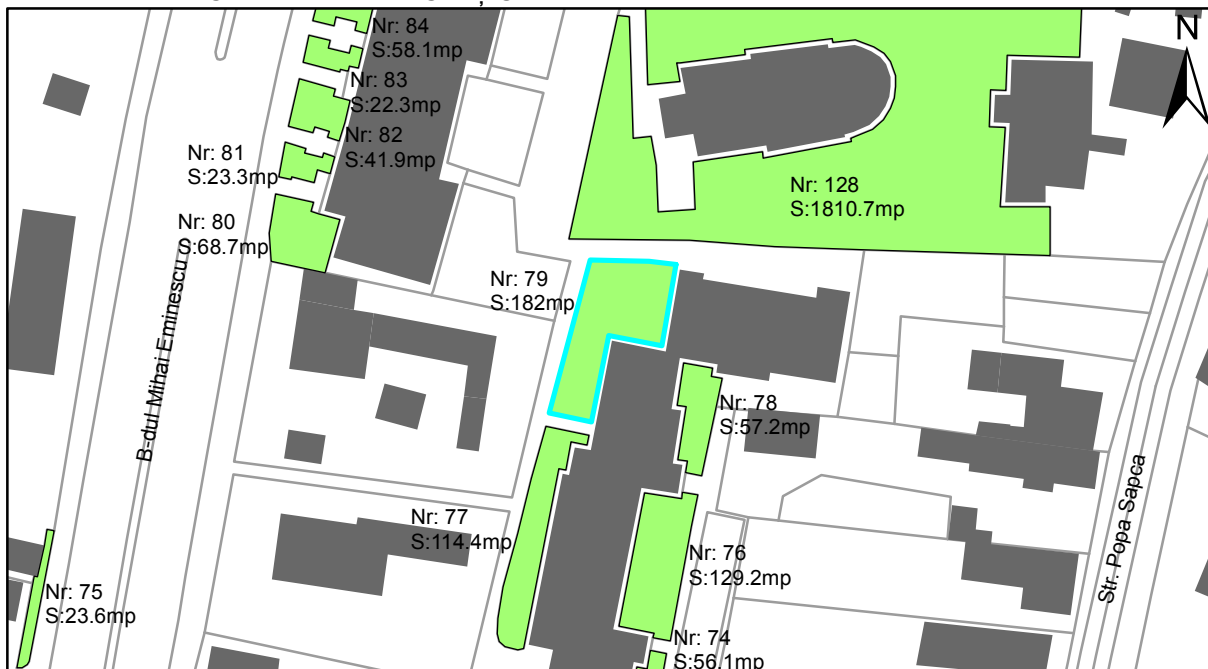 Nr: 84
S:58.1mp
N
Nr: 83
S:22.3mp
Nr: 82
S:41.9mp
Nr: 81
S:23.3mp
Nr: 128
S:1810.7mp
Nr: 80
S:68.7mp
Nr: 79
S:182mp
B-dul Mihai Eminescu
Nr: 78
S:57.2mp
Nr: 77
S:114.4mp
Nr: 76
S:129.2mp
Str. Popa Sapca
Nr: 75
S:23.6mp
Nr: 74
S:56.1mp